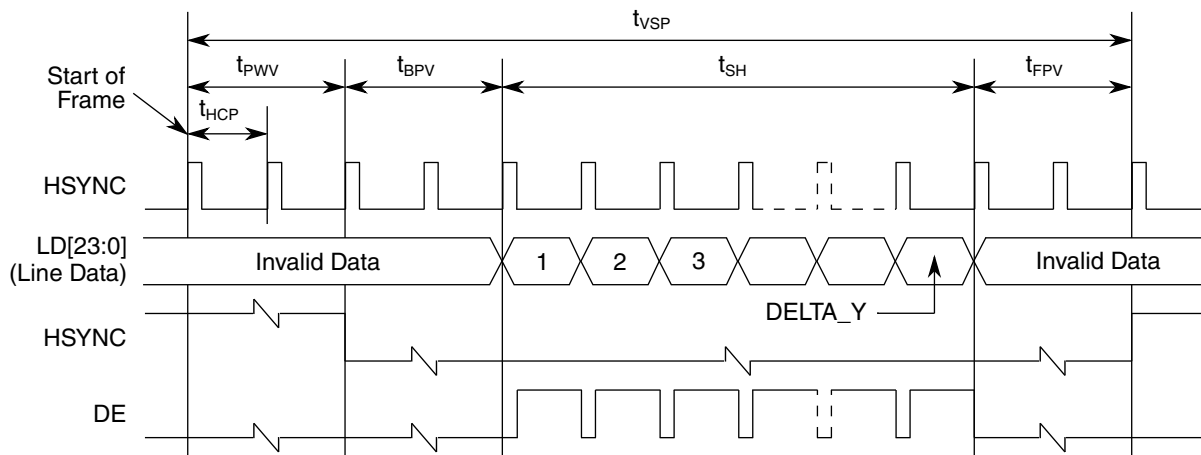 tVSP
tPWV
tBPV
tSH
tFPV
Start of
Frame
tHCP
HSYNC
LD[23:0]
(Line Data)
Invalid Data
1
2
3
Invalid Data
DELTA_Y
HSYNC
DE